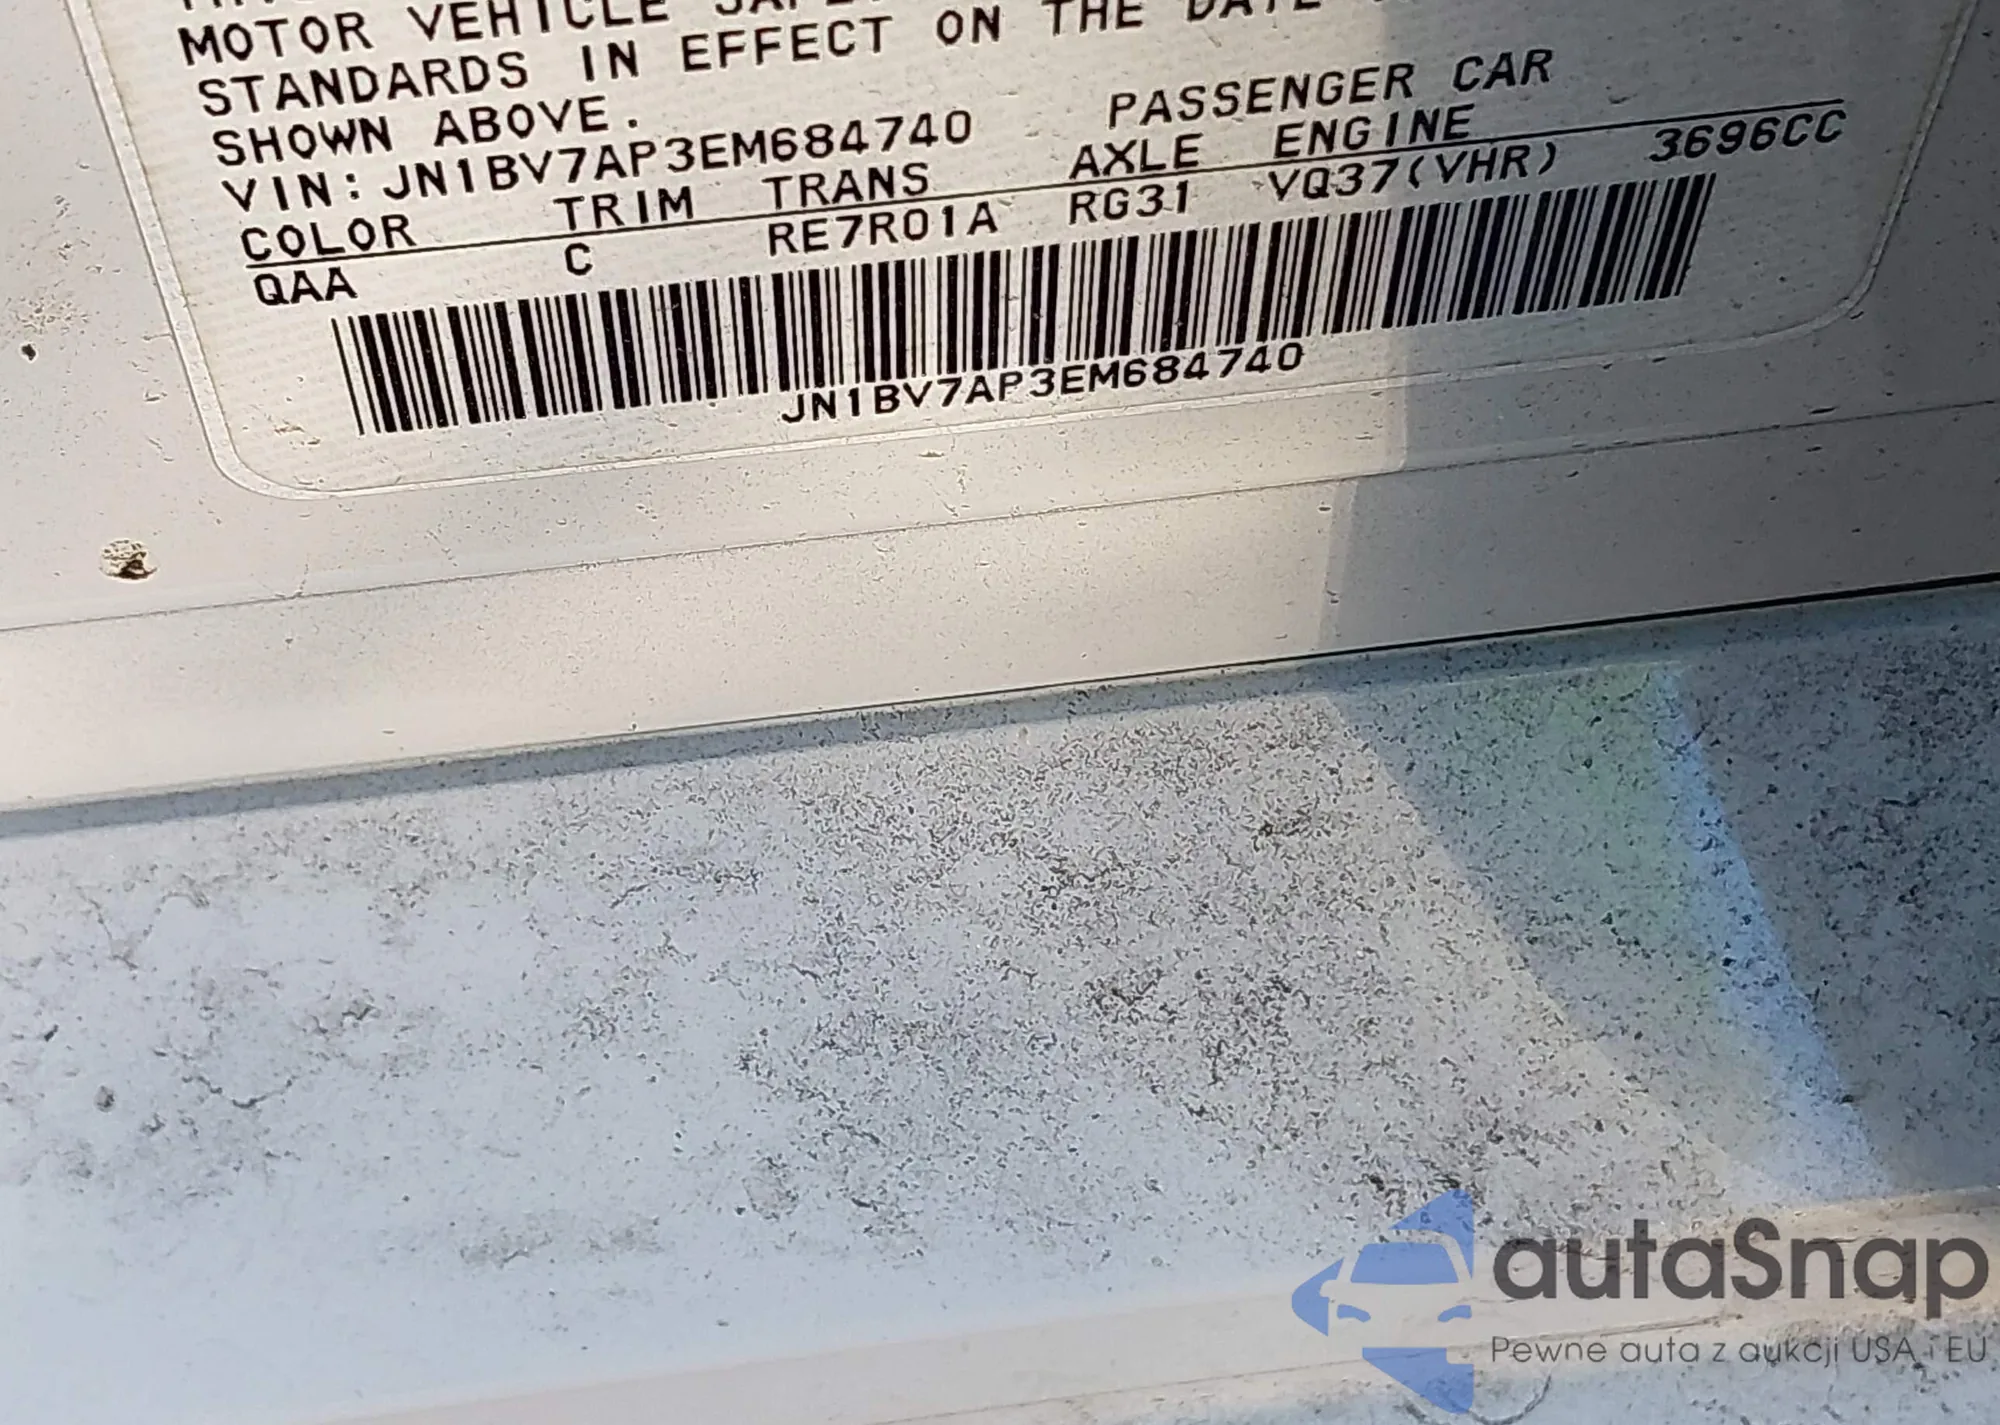 MOTOR VEHICLE
STANDARDS IN EFFECT ON THE DATE
SHOWN ABOVE.
VIN: JN1BV7AP3EM684740 PASSENGER CAR
COLOR TRIM TRANS AXLE ENGINE
QAA C RE7R01A RG31 VQ37(VHR) 3696CC
JN1BV7AP3EM684740
autaSnap
Pewne auta z aukcji USA i EU